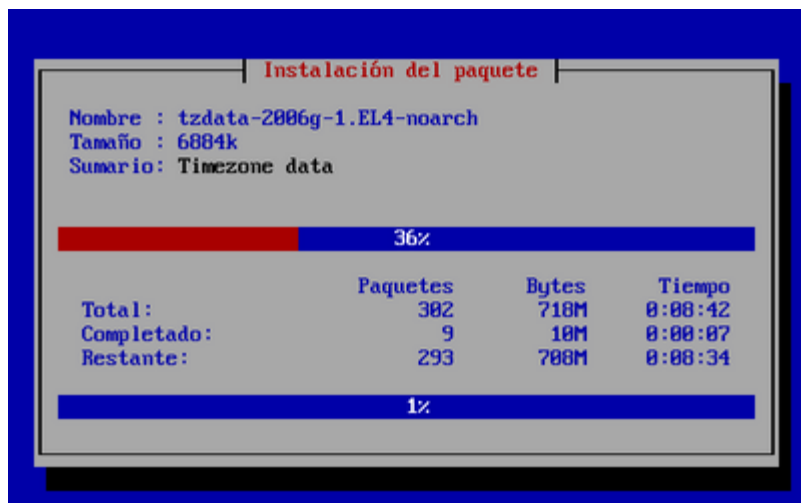 Instalación del paquete
Nombre : tzdata-2006g-1.EL4-noarch
Tamaño : 6884k
Sumario: Timezone data
36%
Paquetes Bytes Tiempo
Total: 302 718M 0:08:42
Completado: 9 10M 0:00:07
Restante: 293 708M 0:08:34
1%